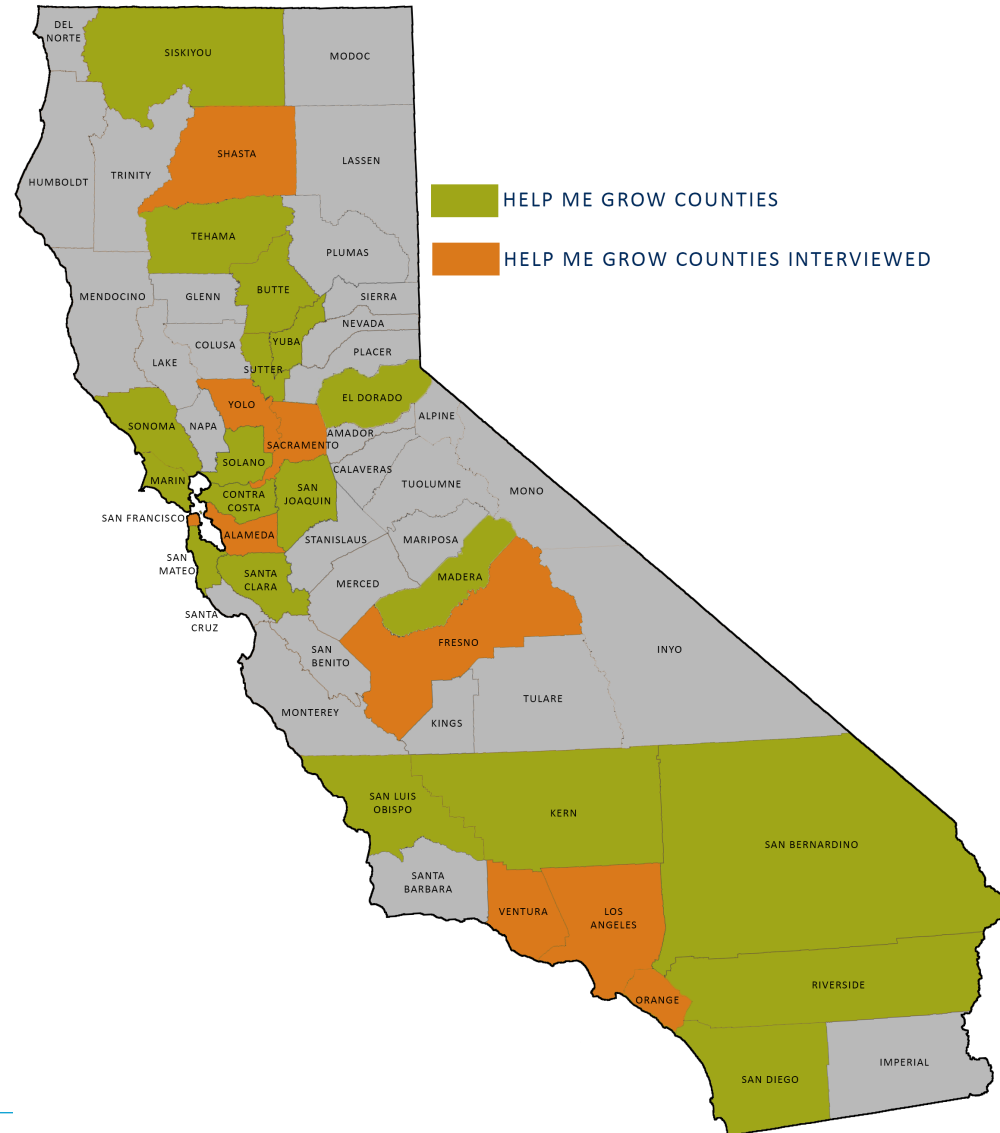 DEL
NORTE
SISKIYOU
MODOC
SHASTA
LASSEN
TRINITY
HUMBOLDT
HELP ME GROW COUNTIES
TEHAMA
PLUMAS
HELP ME GROW COUNTIES INTERVIEWED
BUTTE
MENDOCINO
GLENN
SIERRA
NEVADA
YUBA
COLUSA
PLACER
LAKE
SUTTER
EL DORADO
YOLO
ALPINE
SONOMA
NAPA
AMADOR
SACRAMENTO
SOLANO
CALAVERAS
MARIN
TUOLUMNE
SAN
JOAQUIN
MONO
CONTRA
COSTA
SAN FRANCISCO
ALAMEDA
STANISLAUS
MARIPOSA
SAN
MATEO
SANTA
CLARA
MADERA
MERCED
SANTA
CRUZ
FRESNO
SAN
BENITO
INYO
TULARE
MONTEREY
KINGS
SAN LUIS
OBISPO
KERN
SAN BERNARDINO
SANTA
BARBARA
VENTURA
LOS
ANGELES
RIVERSIDE
ORANGE
IMPERIAL
SAN DIEGO